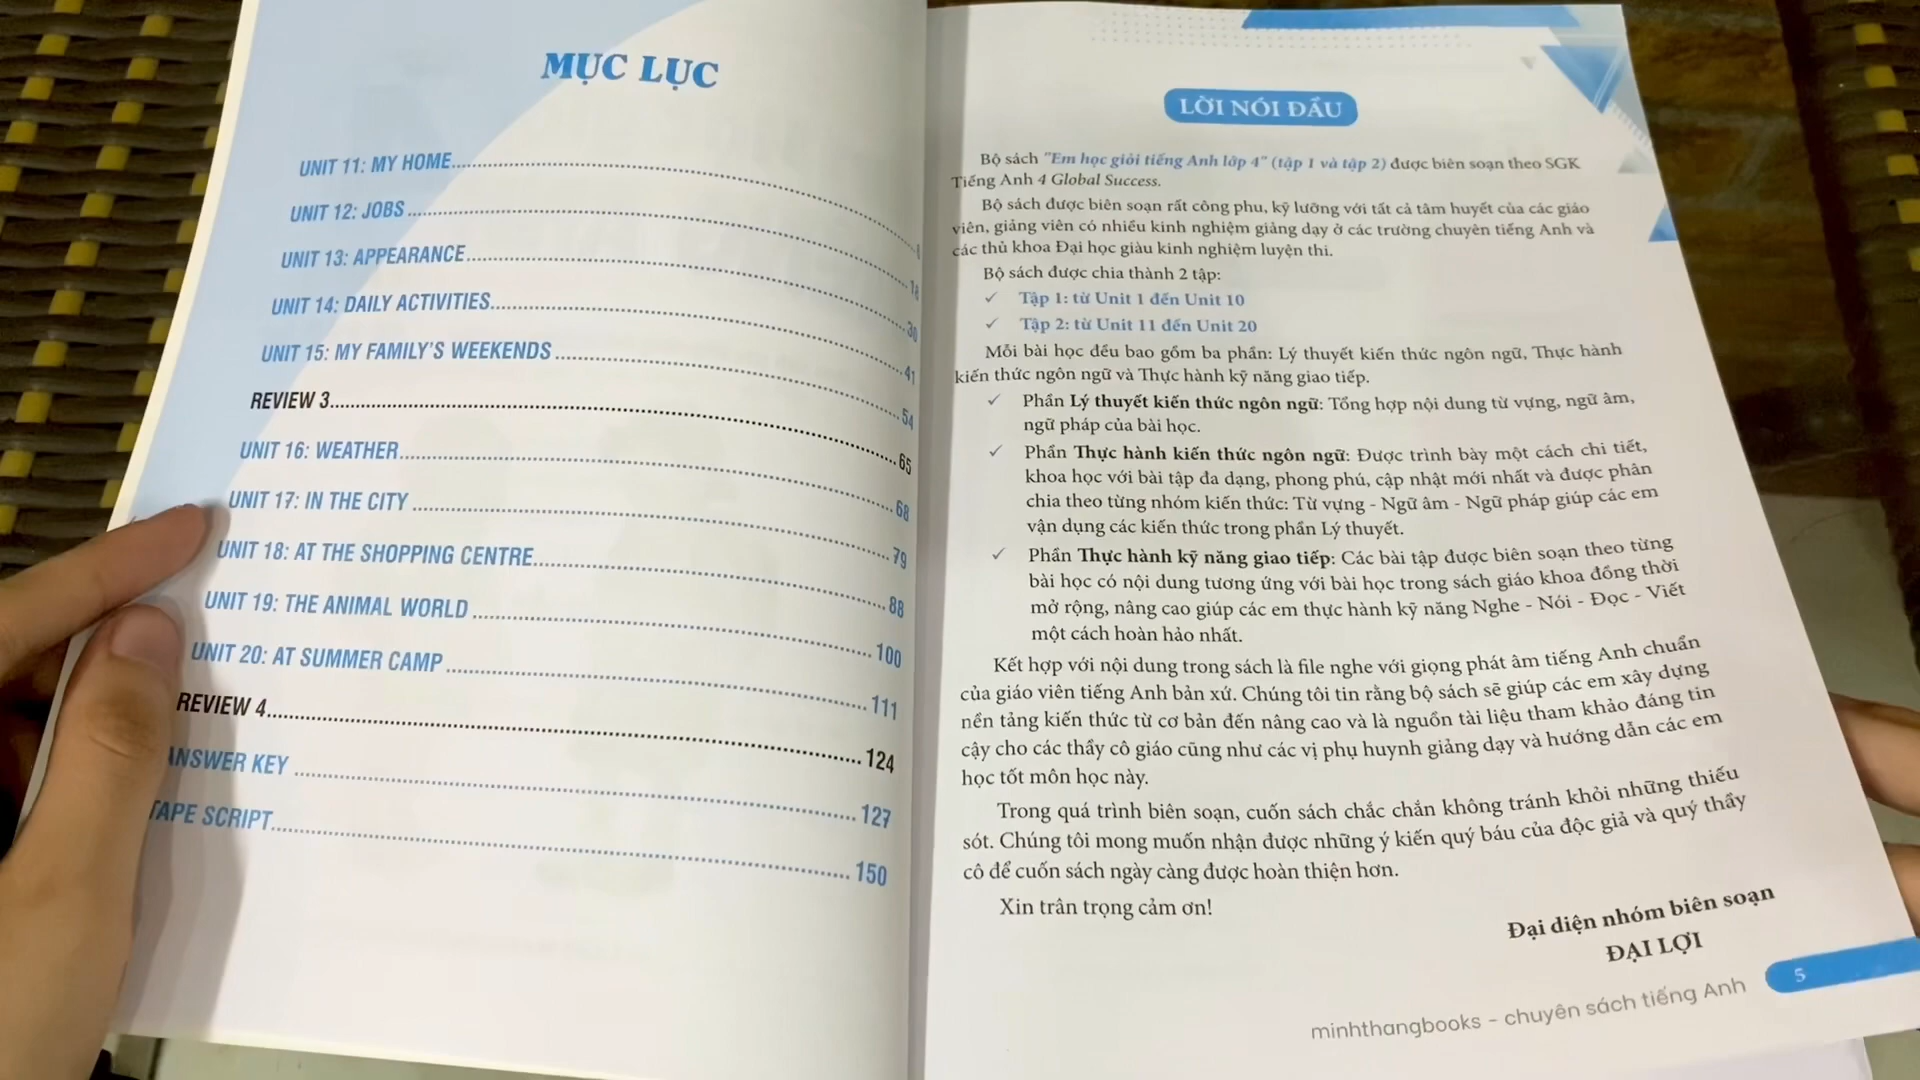 MỤC LỤC
UNIT 11: MY HOME
UNIT 12: JOBS 18
UNIT 13: APPEARANCE 30
UNIT 14: DAILY ACTIVITIES 41
UNIT 15: MY FAMILY'S WEEKENDS 54
REVIEW 3 65
UNIT 16: WEATHER 68
UNIT 17: IN THE CITY 79
UNIT 18: AT THE SHOPPING CENTRE 88
UNIT 19: THE ANIMAL WORLD 100
UNIT 20: AT SUMMER CAMP 111
REVIEW 4 124
ANSWER KEY 127
TAPE SCRIPT 150
LỜI NÓI ĐẦU
Bộ sách "Em học giỏi tiếng Anh lớp 4" (tập 1 và tập 2) được biên soạn theo SGK
Tiếng Anh 4 Global Success.
Bộ sách được biên soạn rất công phu, kỹ lưỡng với tất cả tâm huyết của các giáo
viên, giảng viên có nhiều kinh nghiệm giảng dạy ở các trường chuyên tiếng Anh và
các thủ khoa Đại học giàu kinh nghiệm luyện thi.
Bộ sách được chia thành 2 tập:
✓ Tập 1: từ Unit 1 đến Unit 10
✓ Tập 2: từ Unit 11 đến Unit 20
Mỗi bài học đều bao gồm ba phần: Lý thuyết kiến thức ngôn ngữ, Thực hành
kiến thức ngôn ngữ và Thực hành kỹ năng giao tiếp.
✓ Phần Lý thuyết kiến thức ngôn ngữ: Tổng hợp nội dung từ vựng, ngữ âm,
ngữ pháp của bài học.
✓ Phần Thực hành kiến thức ngôn ngữ: Được trình bày một cách chi tiết,
khoa học với bài tập đa dạng, phong phú, cập nhật mới nhất và được phân
chia theo từng nhóm kiến thức: Từ vựng - Ngữ âm - Ngữ pháp giúp các em
vận dụng các kiến thức trong phần Lý thuyết.
✓ Phần Thực hành kỹ năng giao tiếp: Các bài tập được biên soạn theo từng
bài học có nội dung tương ứng với bài học trong sách giáo khoa đồng thời
mở rộng, nâng cao giúp các em thực hành kỹ năng Nghe - Nói - Đọc - Viết
một cách hoàn hảo nhất.
Kết hợp với nội dung trong sách là file nghe với giọng phát âm tiếng Anh chuẩn
của giáo viên tiếng Anh bản xứ. Chúng tôi tin rằng bộ sách sẽ giúp các em xây dựng
nền tảng kiến thức từ cơ bản đến nâng cao và là nguồn tài liệu tham khảo đáng tin
cậy cho các thầy cô giáo cũng như các vị phụ huynh giảng dạy và hướng dẫn các em
học tốt môn học này.
Trong quá trình biên soạn, cuốn sách chắc chắn không tránh khỏi những thiếu
sót. Chúng tôi mong muốn nhận được những ý kiến quý báu của độc giả và quý thầy
cô để cuốn sách ngày càng được hoàn thiện hơn.
Xin trân trọng cảm ơn!
Đại diện nhóm biên soạn
ĐẠI LỢI
minhthangbooks - chuyên sách tiếng Anh 5